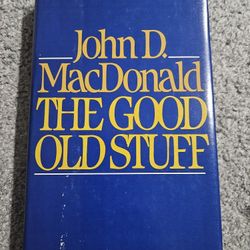 John D.
MacDonald
THE GOOD
OLD STUFF